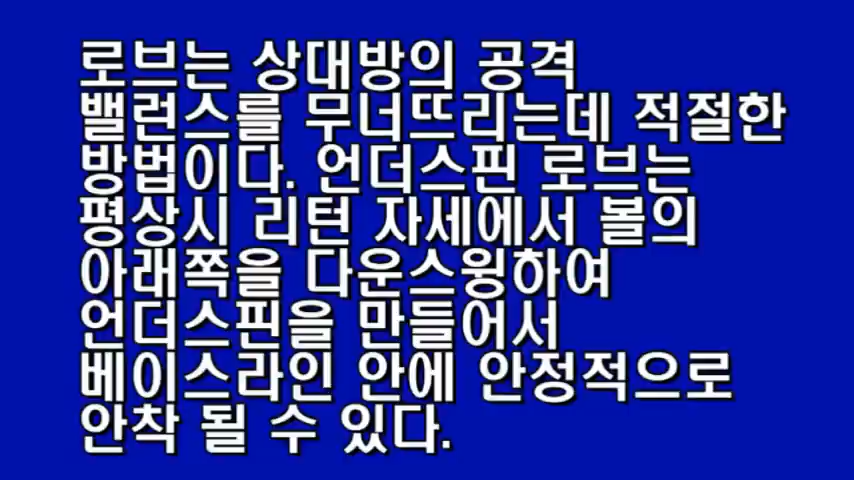 로브는 상대방의 공격
밸런스를 무너뜨리는데 적절한
방법이다. 언더스핀 로브는
평상시 리턴 자세에서 볼의
아래쪽을 다운스윙하여
언더스핀을 만들어서
베이스라인 안에 안정적으로
안착 될 수 있다.